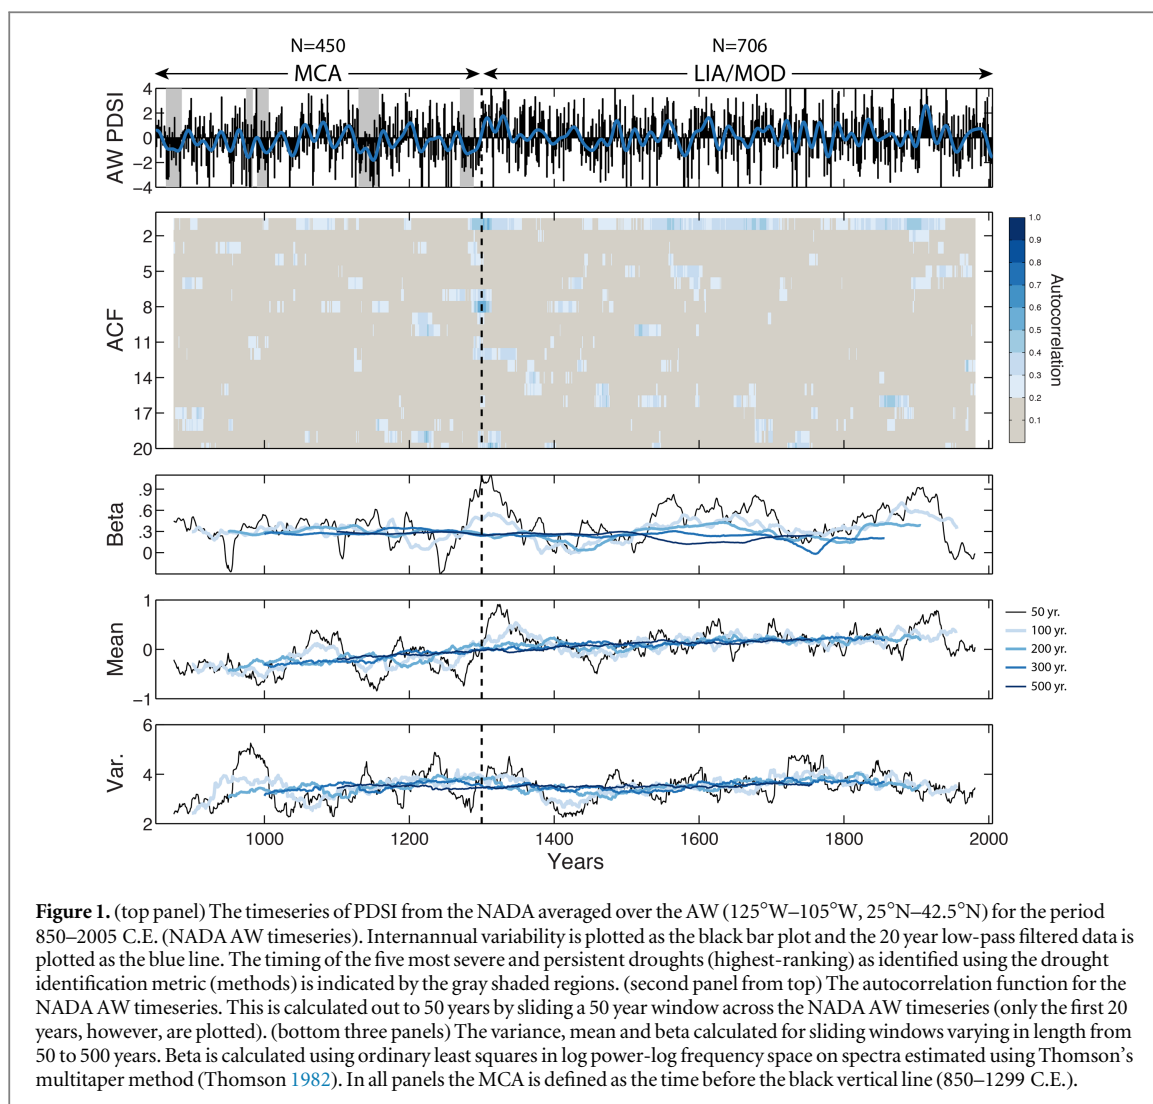 N=450 N=706
MCA LIA/MOD
AW PDSI
4
2
0
−2
−4
ACF
2
5
8
11
14
17
20
1.0
0.9
0.8
0.7
0.6
0.5
0.4
0.3
0.2
0.1
Autocorrelation
Beta
.9
.6
.3
0
Mean
1
0
−1
50 yr.
100 yr.
200 yr.
300 yr.
500 yr.
Var.
6
4
2
1000 1200 1400 1600 1800 2000
Years
Figure 1. (top panel) The timeseries of PDSI from the NADA averaged over the AW (125°W–105°W, 25°N–42.5°N) for the period
850–2005 C.E. (NADA AW timeseries). Internannual variability is plotted as the black bar plot and the 20 year low-pass filtered data is
plotted as the blue line. The timing of the five most severe and persistent droughts (highest-ranking) as identified using the drought
identification metric (methods) is indicated by the gray shaded regions. (second panel from top) The autocorrelation function for the
NADA AW timeseries. This is calculated out to 50 years by sliding a 50 year window across the NADA AW timeseries (only the first 20
years, however, are plotted). (bottom three panels) The variance, mean and beta calculated for sliding windows varying in length from
50 to 500 years. Beta is calculated using ordinary least squares in log power-log frequency space on spectra estimated using Thomson's
multitaper method (Thomson 1982). In all panels the MCA is defined as the time before the black vertical line (850–1299 C.E.).